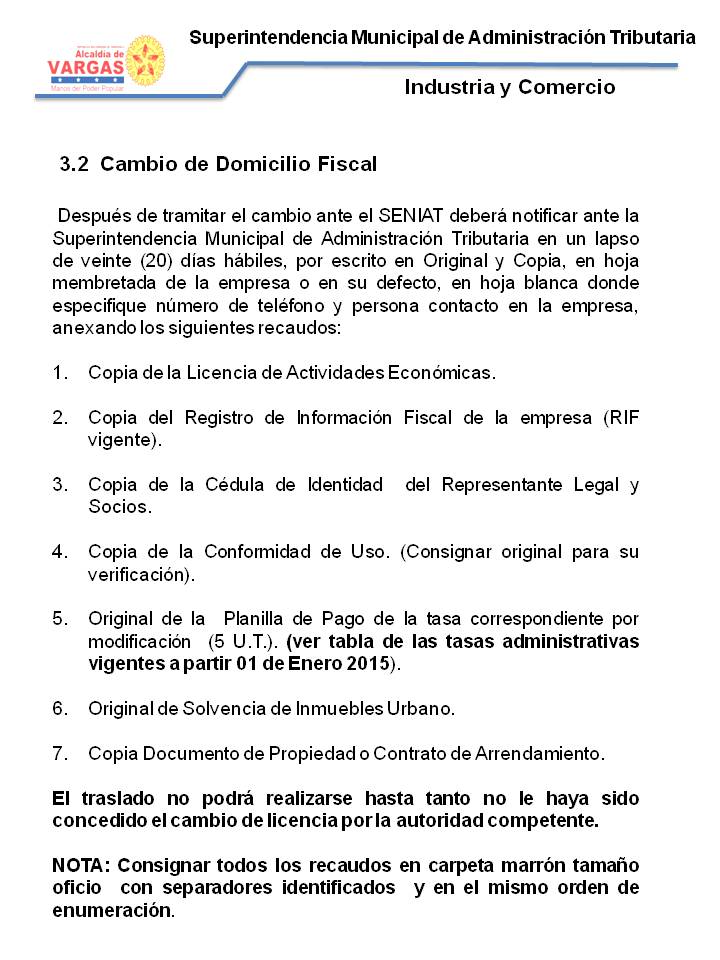 Superintendencia Municipal de Administración Tributaria
Alcaldía de
VARGAS
Manos del Poder Popular
Industria y Comercio
3.2 Cambio de Domicilio Fiscal
Después de tramitar el cambio ante el SENIAT deberá notificar ante la
Superintendencia Municipal de Administración Tributaria en un lapso
de veinte (20) días hábiles, por escrito en Original y Copia, en hoja
membretada de la empresa o en su defecto, en hoja blanca donde
especifique número de teléfono y persona contacto en la empresa,
anexando los siguientes recaudos:
1. Copia de la Licencia de Actividades Económicas.
2. Copia del Registro de Información Fiscal de la empresa (RIF
vigente).
3. Copia de la Cédula de Identidad del Representante Legal y
Socios.
4. Copia de la Conformidad de Uso. (Consignar original para su
verificación).
5. Original de la Planilla de Pago de la tasa correspondiente por
modificación (5 U.T.). (ver tabla de las tasas administrativas
vigentes a partir 01 de Enero 2015).
6. Original de Solvencia de Inmuebles Urbano.
7. Copia Documento de Propiedad o Contrato de Arrendamiento.
El traslado no podrá realizarse hasta tanto no le haya sido
concedido el cambio de licencia por la autoridad competente.
NOTA: Consignar todos los recaudos en carpeta marrón tamaño
oficio con separadores identificados y en el mismo orden de
enumeración.